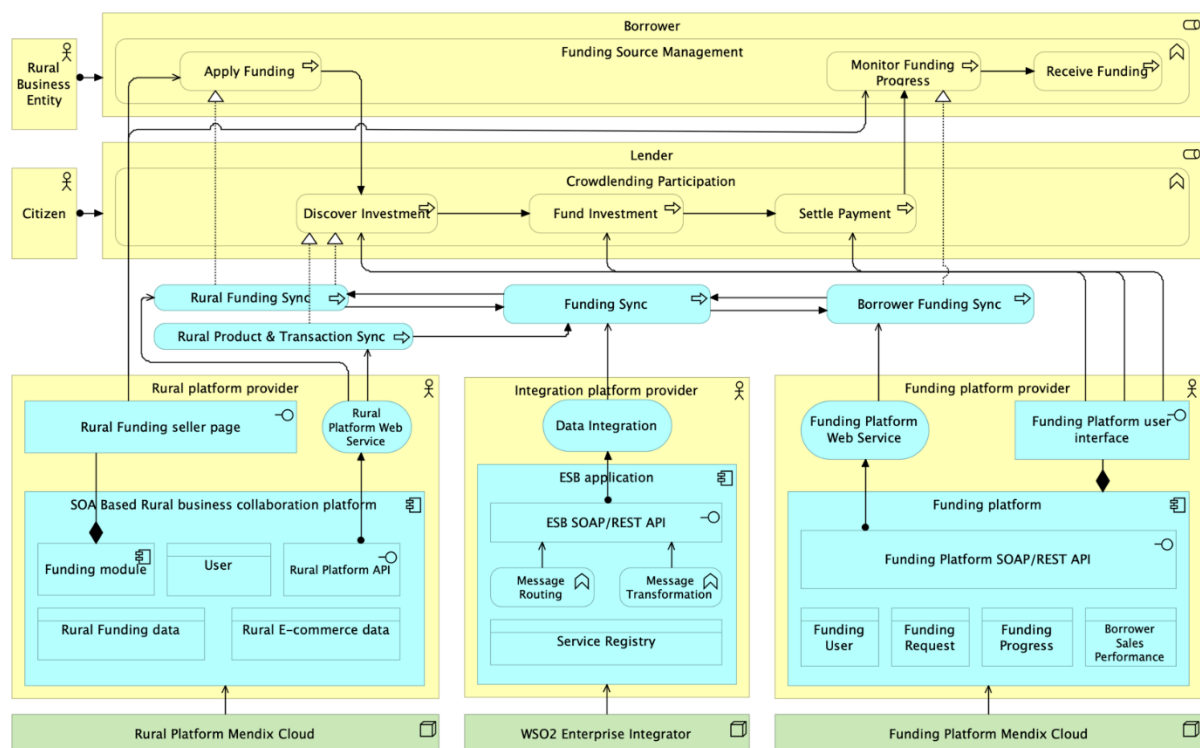 Borrower
Funding Source Management
Rural
Business
Entity
Apply Funding
Monitor Funding
Progress
Receive Funding
Lender
Crowdlending Participation
Citizen
Discover Investment
Fund Investment
Settle Payment
Rural Funding Sync
Funding Sync
Borrower Funding Sync
Rural Product & Transaction Sync
Rural platform provider
Rural Funding seller page
Rural
Platform Web
Service
SOA Based Rural business collaboration platform
Funding module
User
Rural Platform API
Rural Funding data
Rural E-commerce data
Integration platform provider
Data Integration
ESB application
ESB SOAP/REST API
Message
Routing
Message
Transformation
Service Registry
Funding platform provider
Funding Platform
Web Service
Funding Platform user
interface
Funding platform
Funding Platform SOAP/REST API
Funding
User
Funding
Request
Funding
Progress
Borrower
Sales
Performance
Rural Platform Mendix Cloud
WSO2 Enterprise Integrator
Funding Platform Mendix Cloud